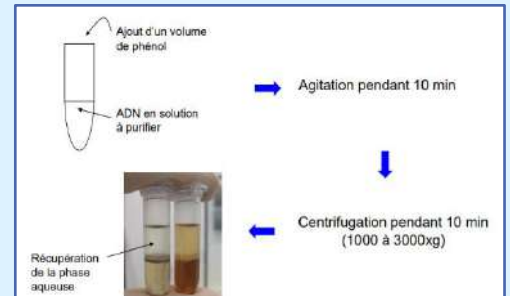 Ajout d'un volume
de phénol
ADN en solution
à purifier
Agitation pendant 10 min
Centrifugation pendant 10 min
(1000 à 3000xg)
Récupération
de la phase
aqueuse